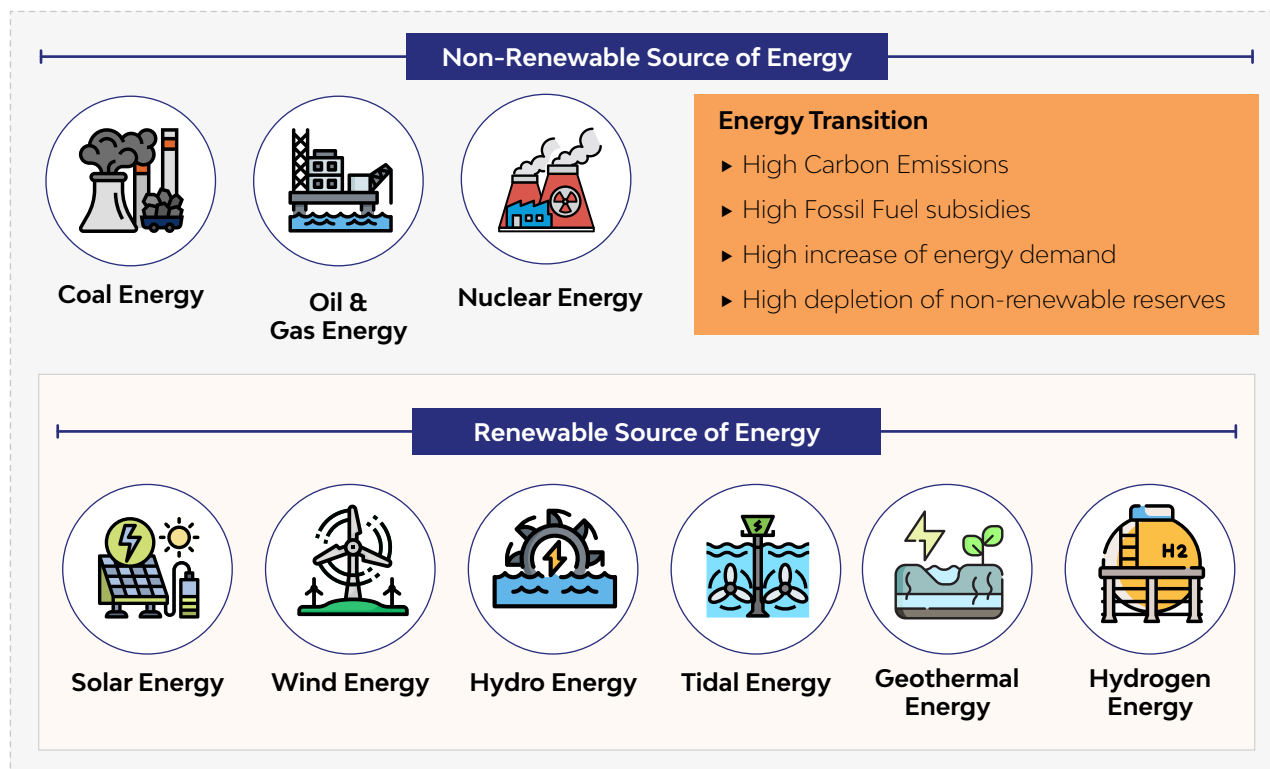 Non-Renewable Source of Energy
Coal Energy
Oil &
Gas Energy
Nuclear Energy
Energy Transition
▸ High Carbon Emissions
▸ High Fossil Fuel subsidies
▸ High increase of energy demand
▸ High depletion of non-renewable reserves
Renewable Source of Energy
H2
Solar Energy
Wind Energy
Hydro Energy
Tidal Energy
Geothermal
Energy
Hydrogen
Energy